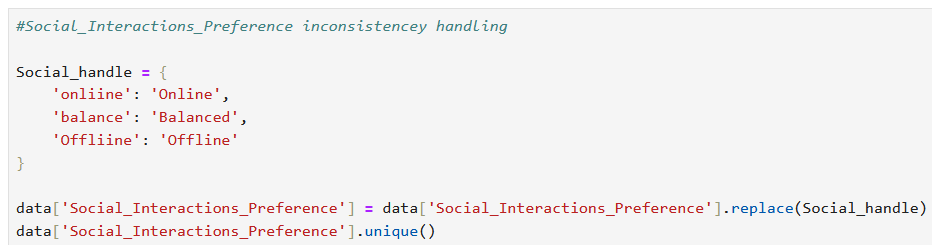 #Social_Interactions_Preference inconsistencey handling
Social_handle = {
    'onliine': 'Online',
    'balance': 'Balanced',
    'Offliine': 'Offline'
}
data['Social_Interactions_Preference'] = data['Social_Interactions_Preference'].replace(Social_handle)
data['Social_Interactions_Preference'].unique()